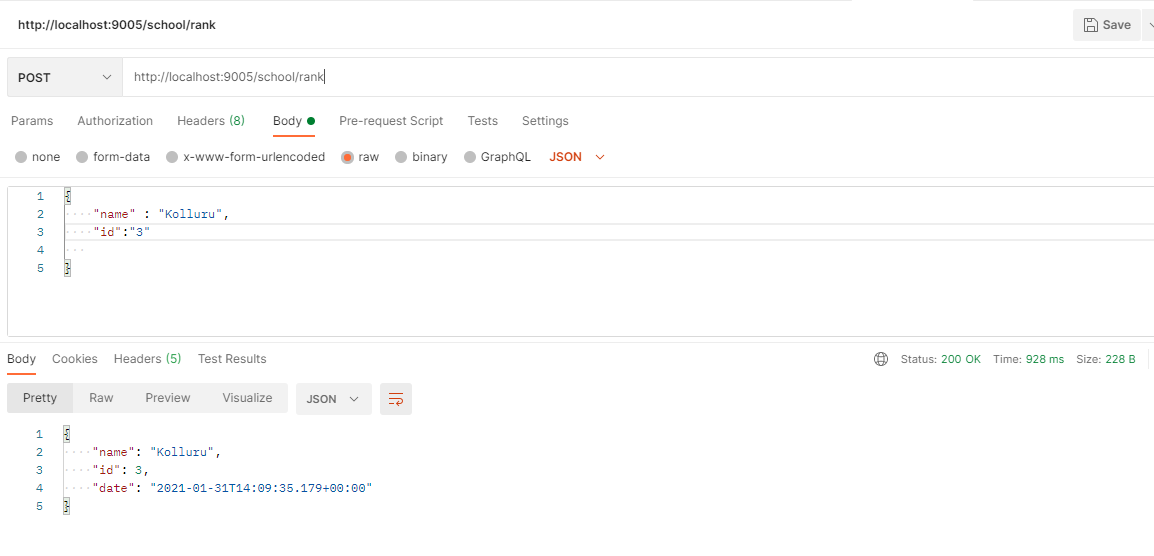 http://localhost:9005/school/rank
Save
POST http://localhost:9005/school/rank
Params Authorization Headers (8) Body Pre-request Script Tests Settings
none form-data x-www-form-urlencoded raw binary GraphQL JSON
1 {
2 "name" : "Kolluru",
3 "id":"3"
4
5 }
Body Cookies Headers (5) Test Results Status: 200 OK Time: 928 ms Size: 228 B
Pretty Raw Preview Visualize JSON
1 {
2 "name": "Kolluru",
3 "id": 3,
4 "date": "2021-01-31T14:09:35.179+00:00"
5 }